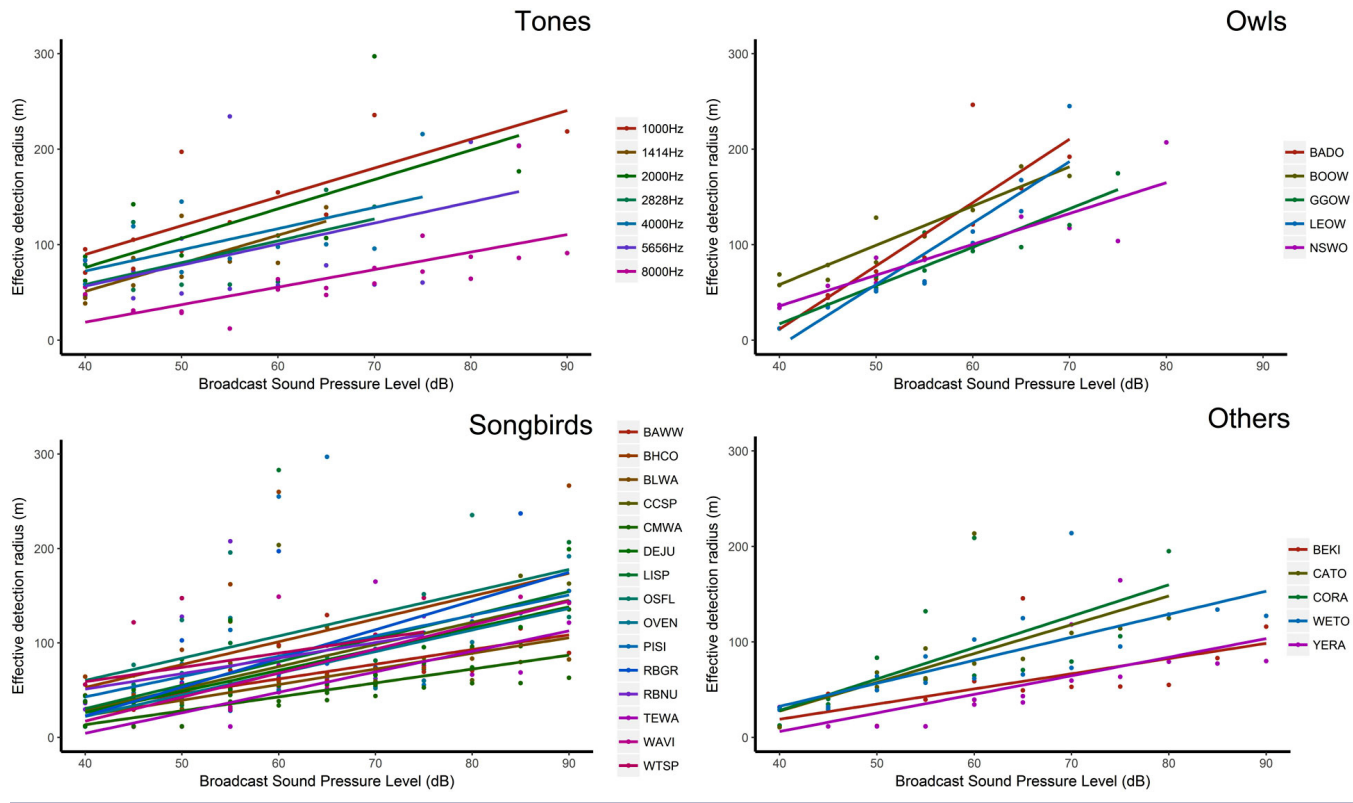 Tones
Effective detection radius (m)
300
200
100
0
40 50 60 70 80 90
Broadcast Sound Pressure Level (dB)
1000Hz
1414Hz
2000Hz
2828Hz
4000Hz
5656Hz
8000Hz
Owls
Effective detection radius (m)
300
200
100
0
40 50 60 70 80 90
Broadcast Sound Pressure Level (dB)
BADO
BOOW
GGOW
LEOW
NSWO
Songbirds
Effective detection radius (m)
300
200
100
0
40 50 60 70 80 90
Broadcast Sound Pressure Level (dB)
BAWW
BHCO
BLWA
CCSP
CMWA
DEJU
LISP
OSFL
OVEN
PISI
RBGR
RBNU
TEWA
WAVI
WTSP
Others
Effective detection radius (m)
300
200
100
0
40 50 60 70 80 90
Broadcast Sound Pressure Level (dB)
BEKI
CATO
CORA
WETO
YERA